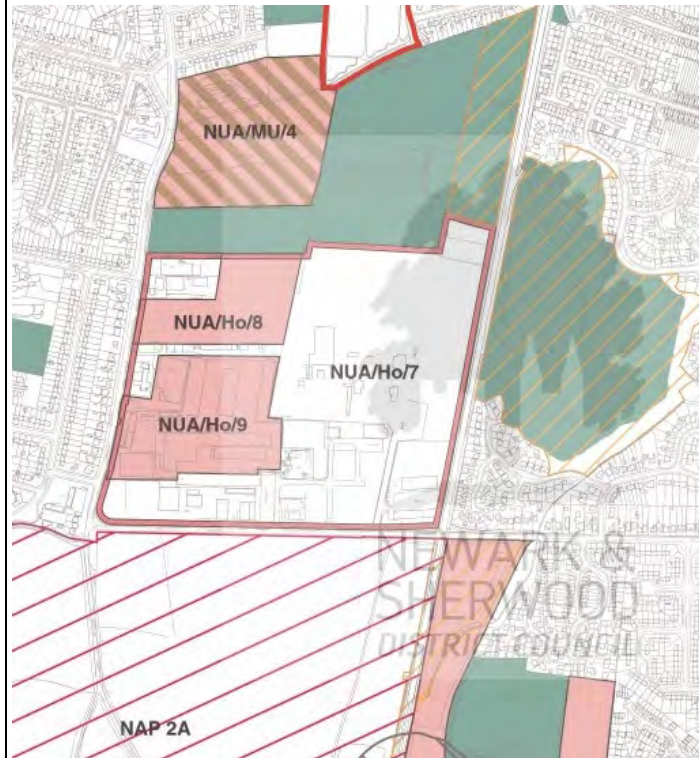 NUA/MU/4
NUA/Ho/8
NUA/Ho/7
NUA/Ho/9
NEWARK &
SHERWOOD
DISTRICT COUNCIL
NAP 2A